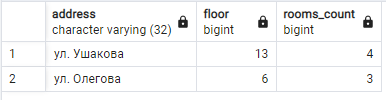 address floor rooms_count
character varying (32) bigint bigint
1 ул. Ушакова 13 4
2 ул. Олегова 6 3